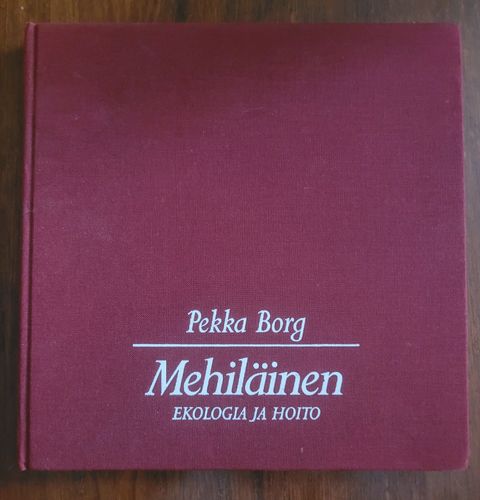 Pekka Borg
Mehiläinen
EKOLOGIA JA HOITO